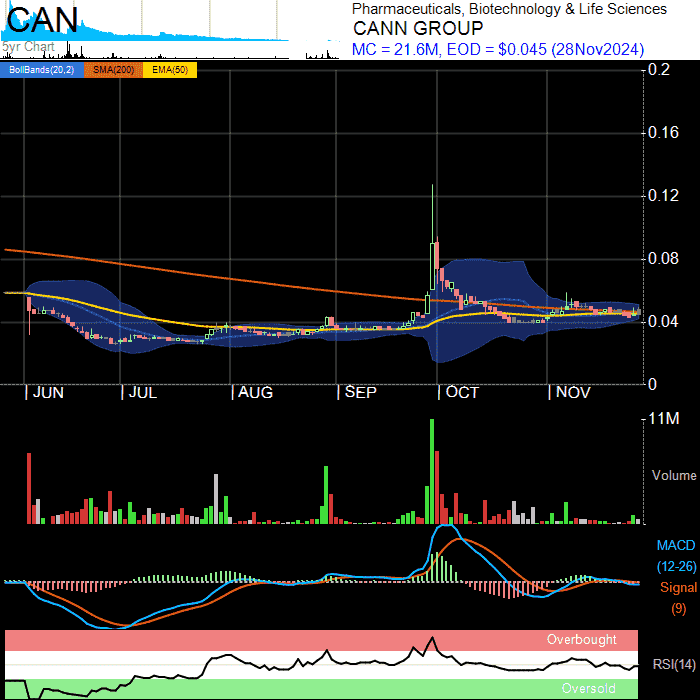 CAN
Pharmaceuticals, Biotechnology & Life Sciences
CANN GROUP
MC = 21.6M, EOD = $0.045 (28Nov2024)
5yr Chart
BollBands(20,2) SMA(200) EMA(50)
0.2
0.16
0.12
0.08
0.04
0
JUN JUL AUG SEP OCT NOV
11M
Volume
MACD
(12-26)
Signal
(9)
Overbought
RSI(14)
Oversold